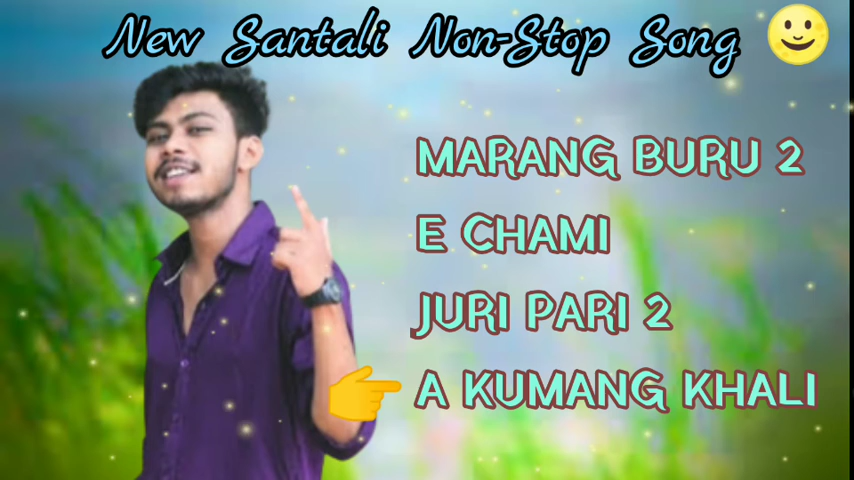 New Santali Non-Stop Song
MARANG BURU 2
E CHAMI
JURI PARI 2
A KUMANG KHALI